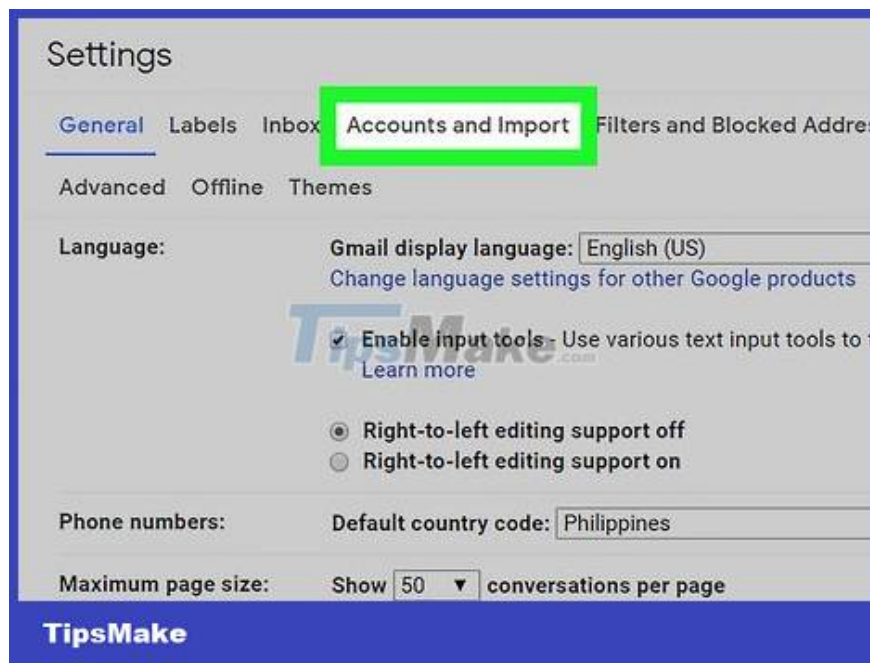 Settings
General Labels Inbox Accounts and Import Filters and Blocked Addre
Advanced Offline Themes
Language: Gmail display language: English (US)
Change language settings for other Google products
Enable input tools - Use various text input tools to
Learn more
Right-to-left editing support off
Right-to-left editing support on
Phone numbers: Default country code: Philippines
Maximum page size: Show 50 conversations per page
TipsMake.com
TipsMake